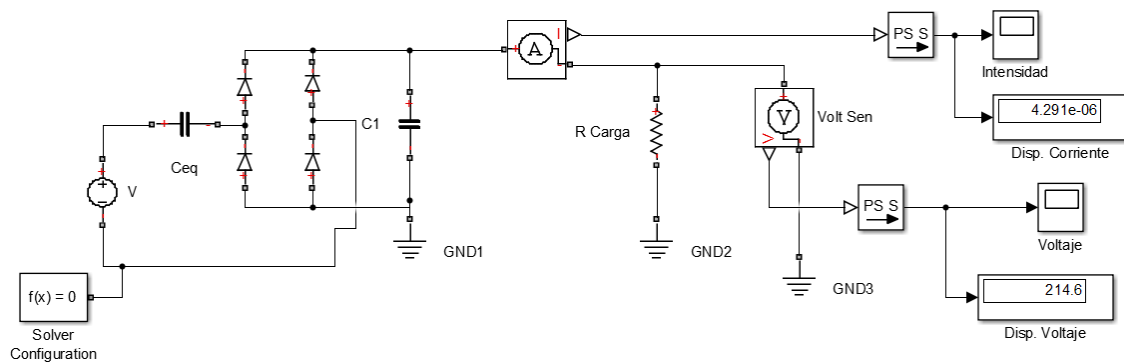 PS S
Intensidad
4.291e-06
Disp. Corriente
A
I
V
Volt Sen
V
R Carga
C1
Ceq
V
GND1
GND2
GND3
PS S
Voltaje
214.6
Disp. Voltaje
f(x) = 0
Solver
Configuration